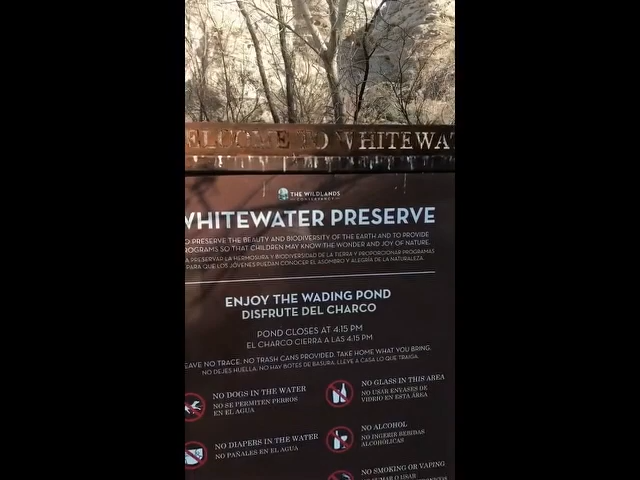 ELCOME TO WHITEWA
THE WILDLANDS
CONSERVANCY
WHITEWATER PRESERVE
O PRESERVE THE BEAUTY AND BIODIVERSITY OF THE EARTH AND TO PROVIDE
ROGRAMS SO THAT CHILDREN MAY KNOW THE WONDER AND JOY OF NATURE.
A PRESERVAR LA HERMOSURA Y BIODIVERSIDAD DE LA TIERRA Y PROPORCIONAR PROGRAMAS
PARA QUE LOS JÓVENES PUEDAN CONOCER EL ASOMBRO Y ALEGRÍA DE LA NATURALEZA.
ENJOY THE WADING POND
DISFRUTE DEL CHARCO
POND CLOSES AT 4:15 PM
EL CHARCO CIERRA A LAS 4:15 PM
EAVE NO TRACE. NO TRASH CANS PROVIDED. TAKE HOME WHAT YOU BRING.
NO DEJES HUELLA. NO HAY BOTES DE BASURA. LLEVE A CASA LO QUE TRAIGA.
NO DOGS IN THE WATER
NO SE PERMITEN PERROS
EN EL AGUA
NO GLASS IN THIS AREA
NO USAR ENVASES DE
VIDRIO EN ESTA ÁREA
NO DIAPERS IN THE WATER
NO PAÑALES EN EL AGUA
NO ALCOHOL
NO INGERIR BEBIDAS
ALCOHÓLICAS
NO SMOKING OR VAPING